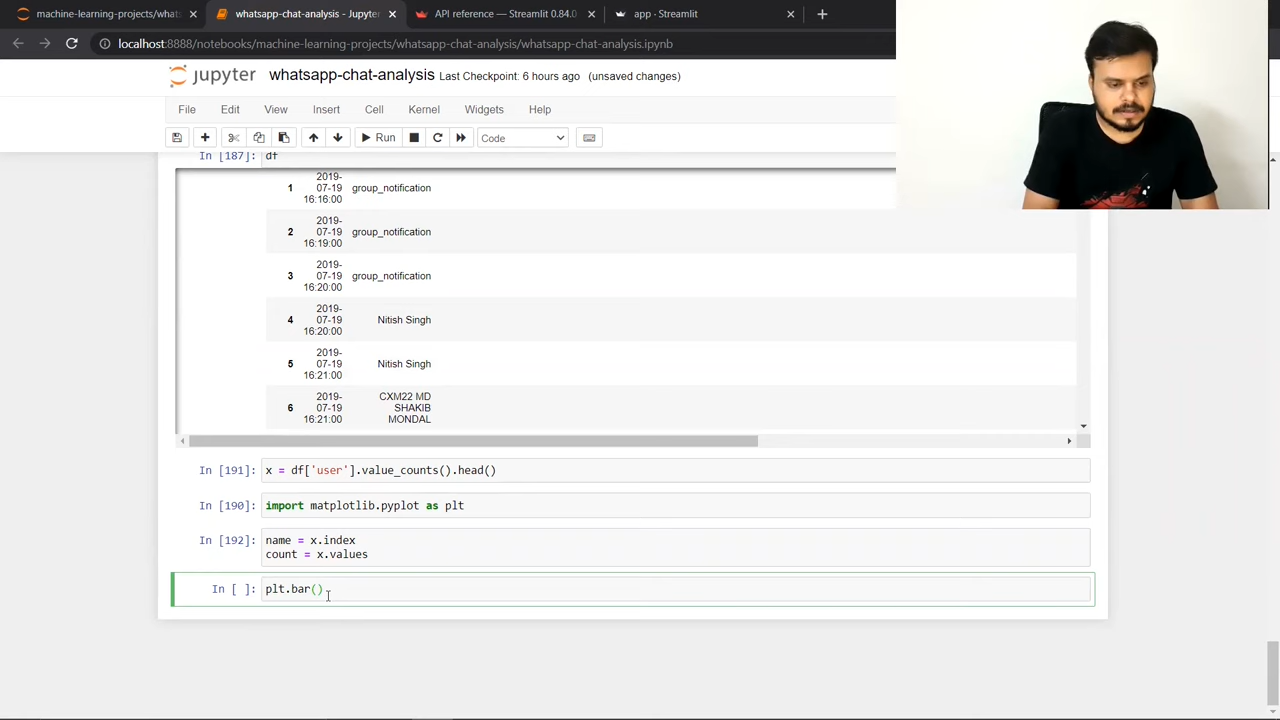 machine-learning-projects/whats
whatsapp-chat-analysis - Jupyter
API reference — Streamlit 0.84.0
app · Streamlit
localhost:8888/notebooks/machine-learning-projects/whatsapp-chat-analysis/whatsapp-chat-analysis.ipynb
jupyter whatsapp-chat-analysis Last Checkpoint: 6 hours ago (unsaved changes)
File Edit View Insert Cell Kernel Widgets Help
Run Code
In [187]: df
2019-
1 07-19 group_notification
16:16:00
2019-
2 07-19 group_notification
16:19:00
2019-
3 07-19 group_notification
16:20:00
2019-
4 07-19 Nitish Singh
16:20:00
2019-
5 07-19 Nitish Singh
16:21:00
2019- CXM22 MD
6 07-19 SHAKIB
16:21:00 MONDAL
In [191]: x = df['user'].value_counts().head()
In [190]: import matplotlib.pyplot as plt
In [192]: name = x.index
count = x.values
In [ ]: plt.bar()